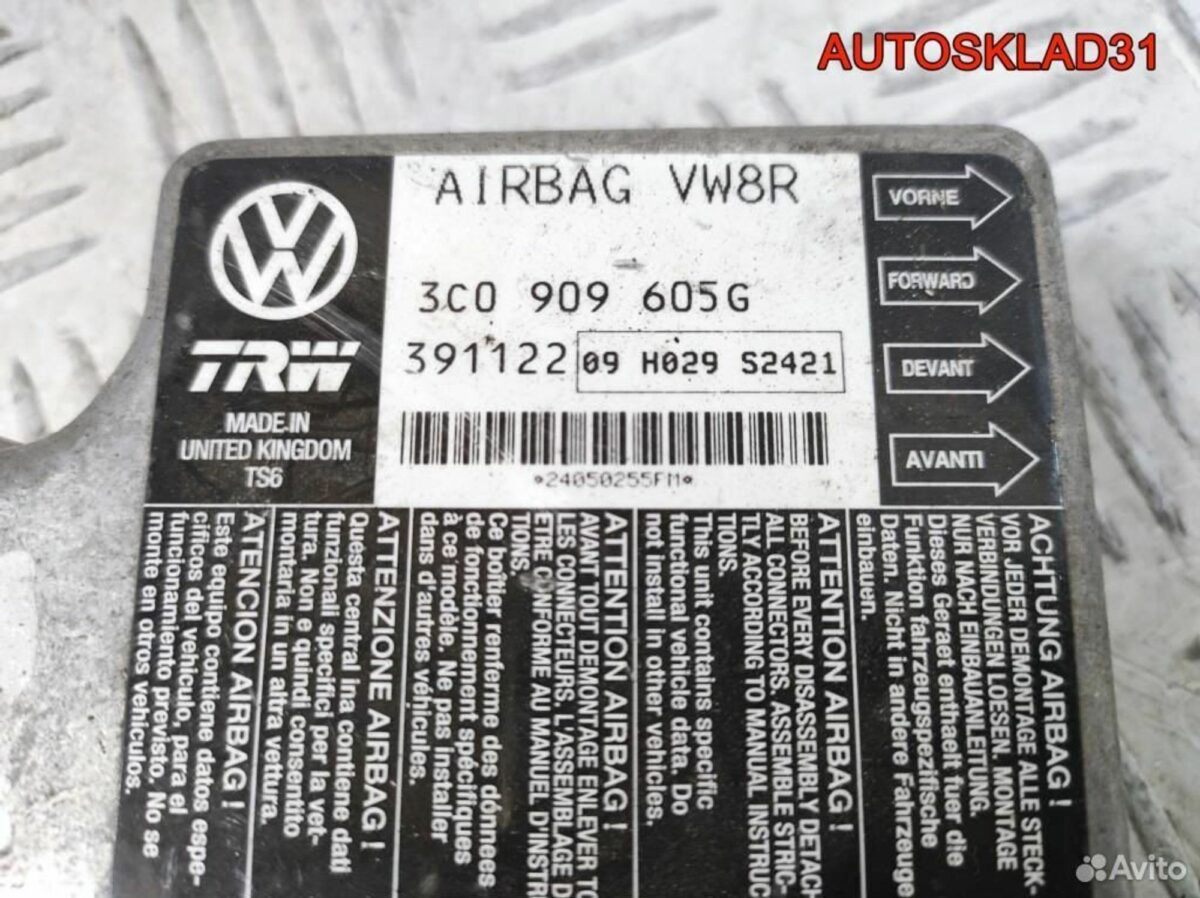 AUTOSKLAD31
AIRBAG VW8R
3C0 909 605G
391122 09 H029 S2421
*24050255FM*
TRW
MADE IN
UNITED KINGDOM
TS6
VORNE
FORWARD
DEVANT
AVANTI
ACHTUNG AIRBAG!
VOR JEDER DEMONTAGE ALLE STECK-
VERBINDUNGEN LOESEN. MONTAGE
NUR NACH EINBAUANLEITUNG.
Dieses Geraet enthaelt fuer die
Funktion fahrzeugspezifische
Daten. Nicht in andere Fahrzeuge
einbauen.
ATTENTION AIRBAG!
BEFORE EVERY DISASSEMBLY DETACH
ALL CONNECTORS. ASSEMBLE STRIC-
TLY ACCORDING TO MANUAL INSTRUC
TIONS.
This unit contains specific
functional vehicle data. Do
not Install in other vehicles.
ATTENTION AIRBAG!
AVANT TOUT DEMONTAGE ENLEVER TO
LES CONNECTEURS. L'ASSEMBLAGE D
ETRE CONFORME AU MANUEL D'INSTR
TIONS.
Ce boîtier renferme des données
de fonctionnement spécifiques
à ce modèle. Ne pas installer
dans d'autres véhicules.
ATTENZIONE AIRBAG!
Questa central ina contiene dati
funzionali specifici per la vet-
tura. Non e quindi consentito
montaria in un altra vettura.
ATENCION AIRBAG!
Este equipo contiene datos espe-
cificos del vehiculo, para el
funcionamiento previsto, No se
monte en otros vehiculos.
Avito